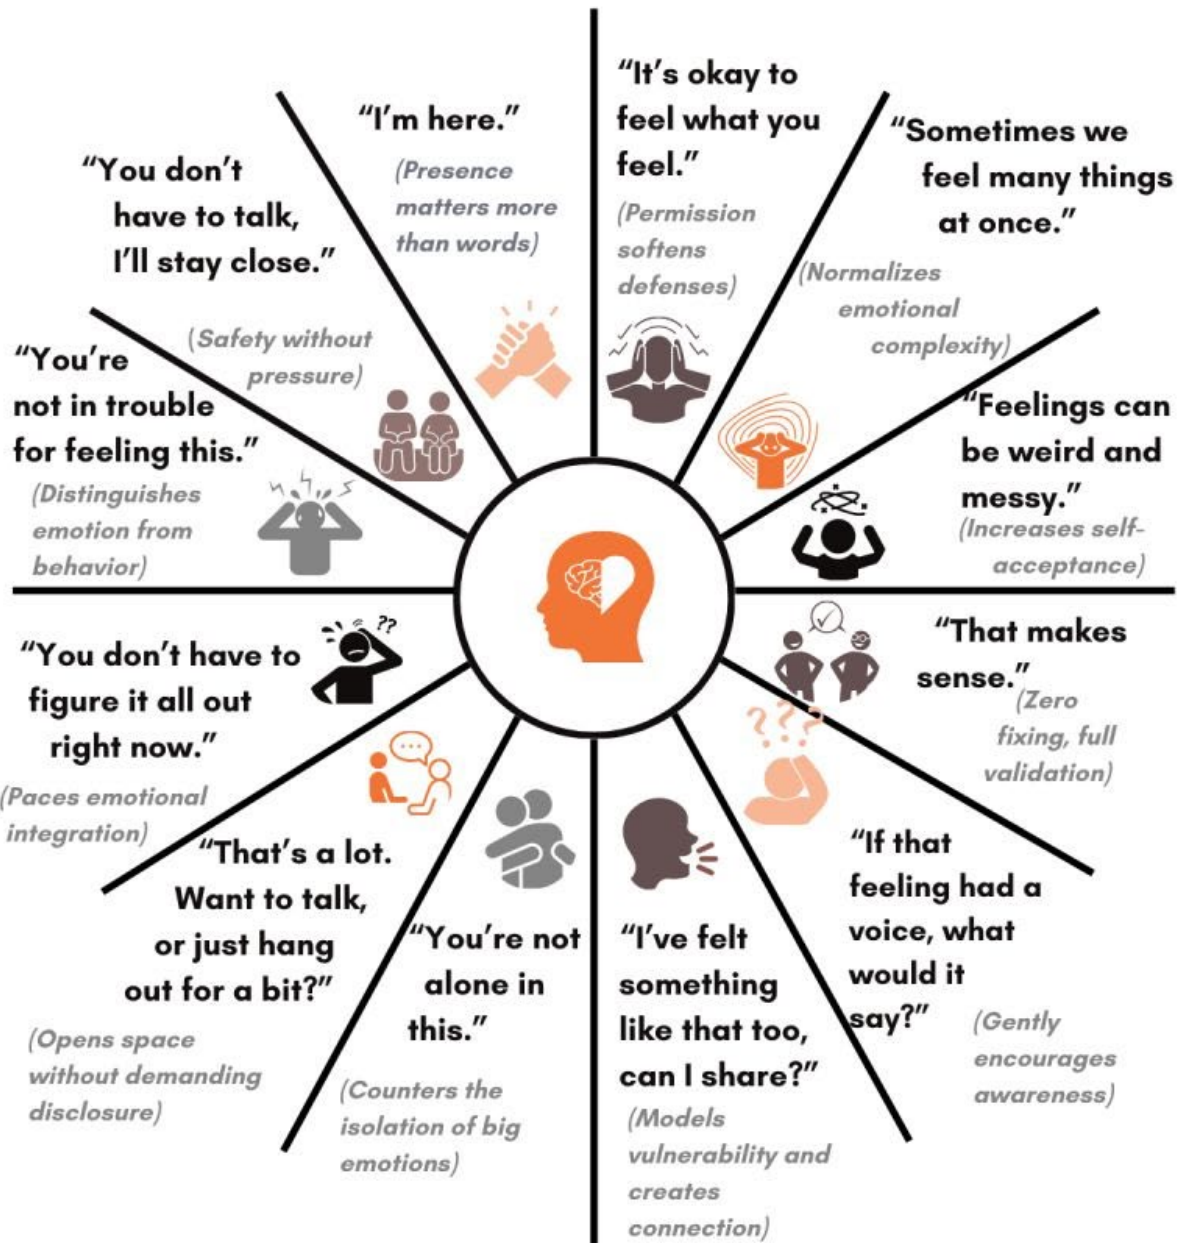 “It’s okay to
feel what you
feel.”
(Permission
softens
defenses)
“Sometimes we
feel many things
at once.”
(Normalizes
emotional
complexity)
“Feelings can
be weird and
messy.”
(Increases self-
acceptance)
“That makes
sense.”
(Zero
fixing, full
validation)
“If that
feeling had a
voice, what
would it
say?”
(Gently
encourages
awareness)
???
“I’ve felt
something
like that too,
can I share?”
(Models
vulnerability and
creates
connection)
“You’re not
alone in
this.”
(Counters the
isolation of big
emotions)
“That’s a lot.
Want to talk,
or just hang
out for a bit?”
(Opens space
without demanding
disclosure)
“You don’t have to
figure it all out
right now.”
(Paces emotional
integration)
??
“You’re
not in trouble
for feeling this.”
(Distinguishes
emotion from
behavior)
“You don’t
have to talk,
I’ll stay close.”
(Safety without
pressure)
“I’m here.”
(Presence
matters more
than words)